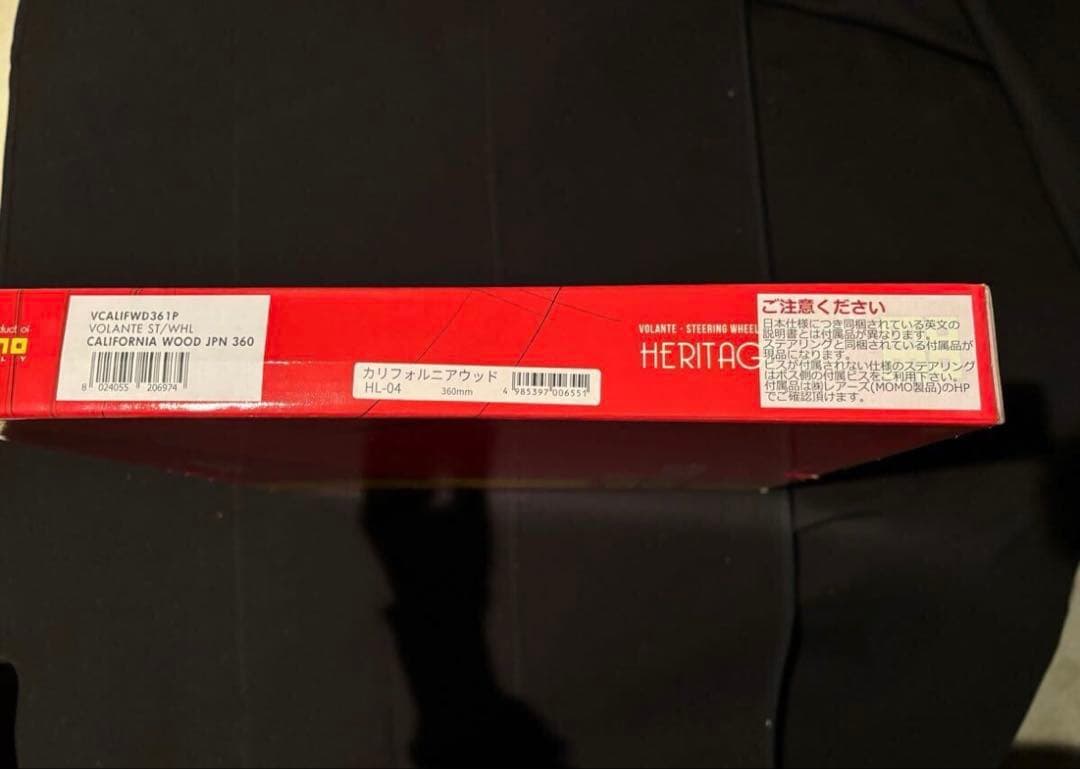 duct of
mo
LY
VCALIFWD361P
VOLANTE ST/WHL
CALIFORNIA WOOD JPN 360
8 024055 206974
カリフォルニアウッド
HL-04 360mm 4 985397 006551
VOLANTE · STEERING WHEEL
HERITAG
ご注意ください
日本仕様につき同梱されている英文の
説明書とは付属品が異なります。
ステアリングと同梱されている付属品が
現品になります。
ビスが付属されない仕様のステアリング
はボス側の付属ビスをご利用下さい。
付属品は㈱レアーズ(MOMO製品)のHP
でご確認頂けます。